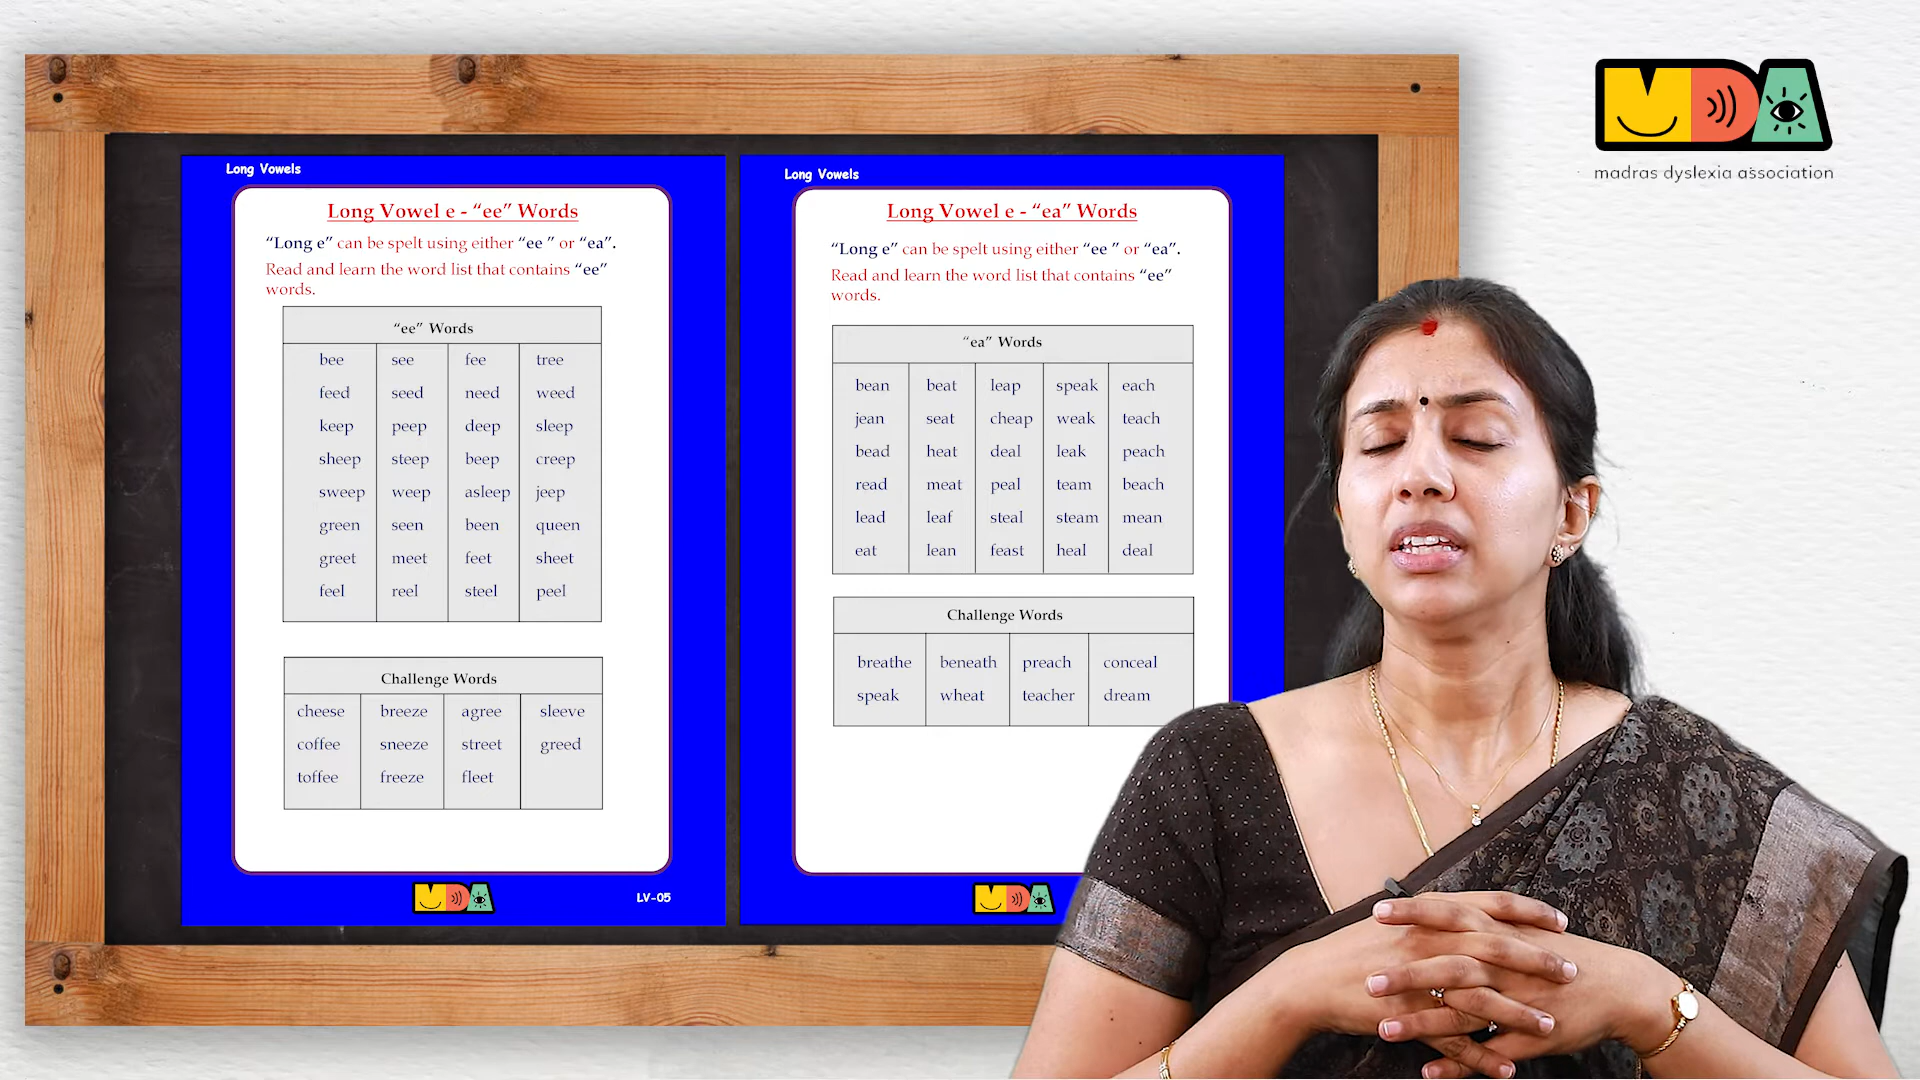 Long Vowels
Long Vowel e - “ee” Words
“Long e” can be spelt using either “ee ” or “ea”.
Read and learn the word list that contains “ee”
words.
“ee” Words
bee see fee tree
feed seed need weed
keep peep deep sleep
sheep steep beep creep
sweep weep asleep jeep
green seen been queen
greet meet feet sheet
feel reel steel peel
Challenge Words
cheese breeze agree sleeve
coffee sneeze street greed
toffee freeze fleet
MDA
LV-05
Long Vowels
Long Vowel e - “ea” Words
“Long e” can be spelt using either “ee ” or “ea”.
Read and learn the word list that contains “ee”
words.
“ea” Words
bean beat leap speak each
jean seat cheap weak teach
bead heat deal leak peach
read meat peal team beach
lead leaf steal steam mean
eat lean feast heal deal
Challenge Words
breathe beneath preach conceal
speak wheat teacher dream
MDA
MDA
madras dyslexia association